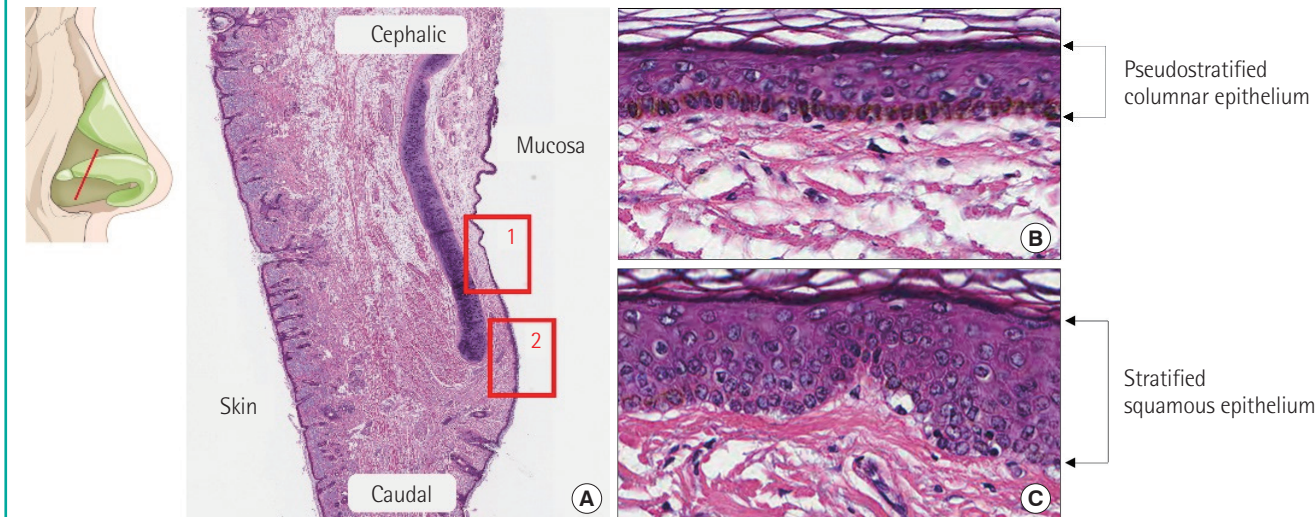 Cephalic
Mucosa
1
2
Skin
Caudal
A
Pseudostratified
columnar epithelium
B
Stratified
squamous epithelium
C